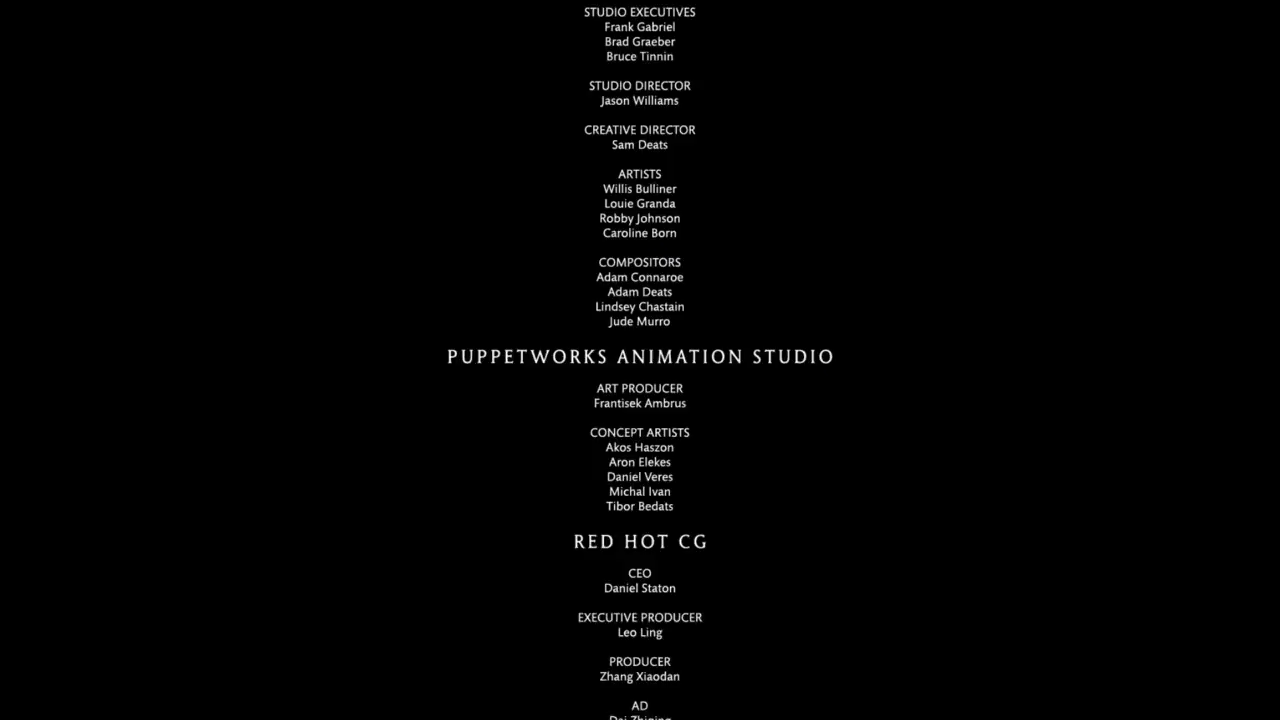 STUDIO EXECUTIVES
Frank Gabriel
Brad Graeber
Bruce Tinnin
STUDIO DIRECTOR
Jason Williams
CREATIVE DIRECTOR
Sam Deats
ARTISTS
Willis Bulliner
Louie Granda
Robby Johnson
Caroline Born
COMPOSITORS
Adam Connaroe
Adam Deats
Lindsey Chastain
Jude Murro
PUPPETWORKS ANIMATION STUDIO
ART PRODUCER
Frantisek Ambrus
CONCEPT ARTISTS
Akos Haszon
Aron Elekes
Daniel Veres
Michal Ivan
Tibor Bedats
RED HOT CG
CEO
Daniel Staton
EXECUTIVE PRODUCER
Leo Ling
PRODUCER
Zhang Xiaodan
AD